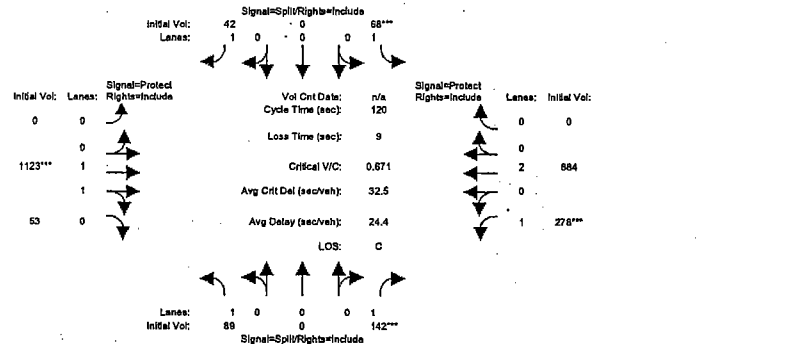 Signal=Split/Rights=Include
Initial Vol: 42 0 68***
Lanes: 1 0 0 0 1
Signal=Protect Signal=Protect
Initial Vol: Lanes: Rights=Include Vol Cnt Date: n/a Rights=Include Lanes: Initial Vol:
Cycle Time (sec): 120
0 0 0 0
Loss Time (sec): 9
0 0
1123*** 1 Critical V/C: 0.671 2 684
1 Avg Crit Del (sec/veh): 32.5 0
53 0 Avg Delay (sec/veh): 24.4 1 278***
LOS: C
Lanes: 1 0 0 0 1
Initial Vol: 89 0 142***
Signal=Split/Rights=Include